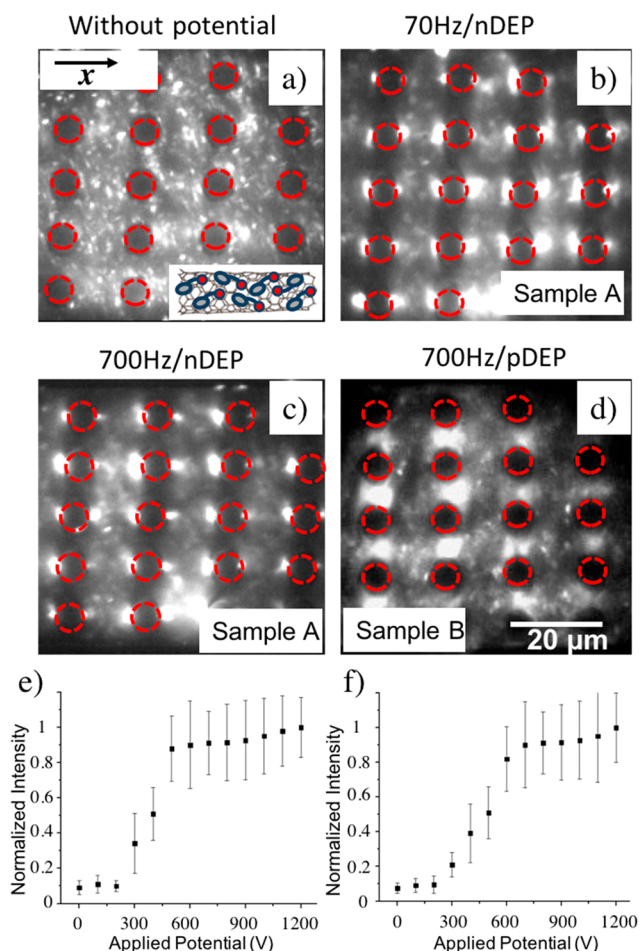 Without potential
70Hz/nDEP
x
a)
b)
Sample A
700Hz/nDEP
700Hz/pDEP
c)
d)
Sample A
Sample B
20 µm
e)
f)
Normalized Intensity
1
0.8
0.6
0.4
0.2
0
0 300 600 900 1200
Applied Potential (V)
Normalized Intensity
1
0.8
0.6
0.4
0.2
0
0 300 600 900 1200
Applied Potential (V)